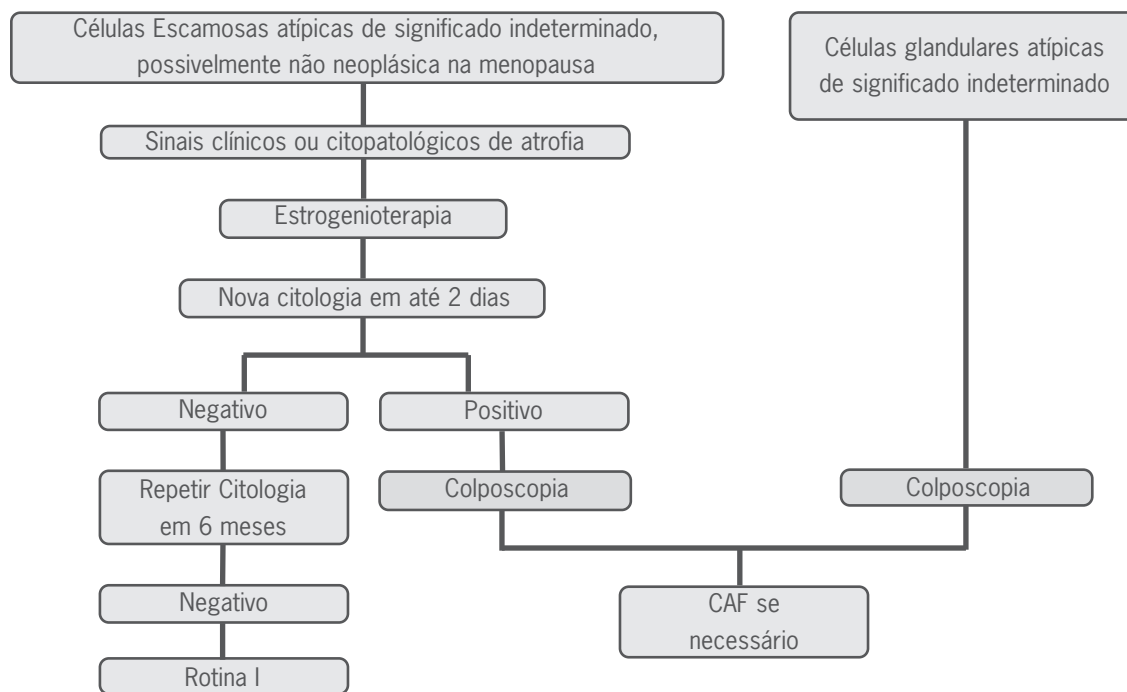 Células Escamosas atípicas de significado indeterminado,
possivelmente não neoplásica na menopausa
Células glandulares atípicas
de significado indeterminado
Sinais clínicos ou citopatológicos de atrofia
Estrogenioterapia
Nova citologia em até 2 dias
Negativo
Positivo
Repetir Citologia
em 6 meses
Colposcopia
Colposcopia
Negativo
CAF se
necessário
Rotina I